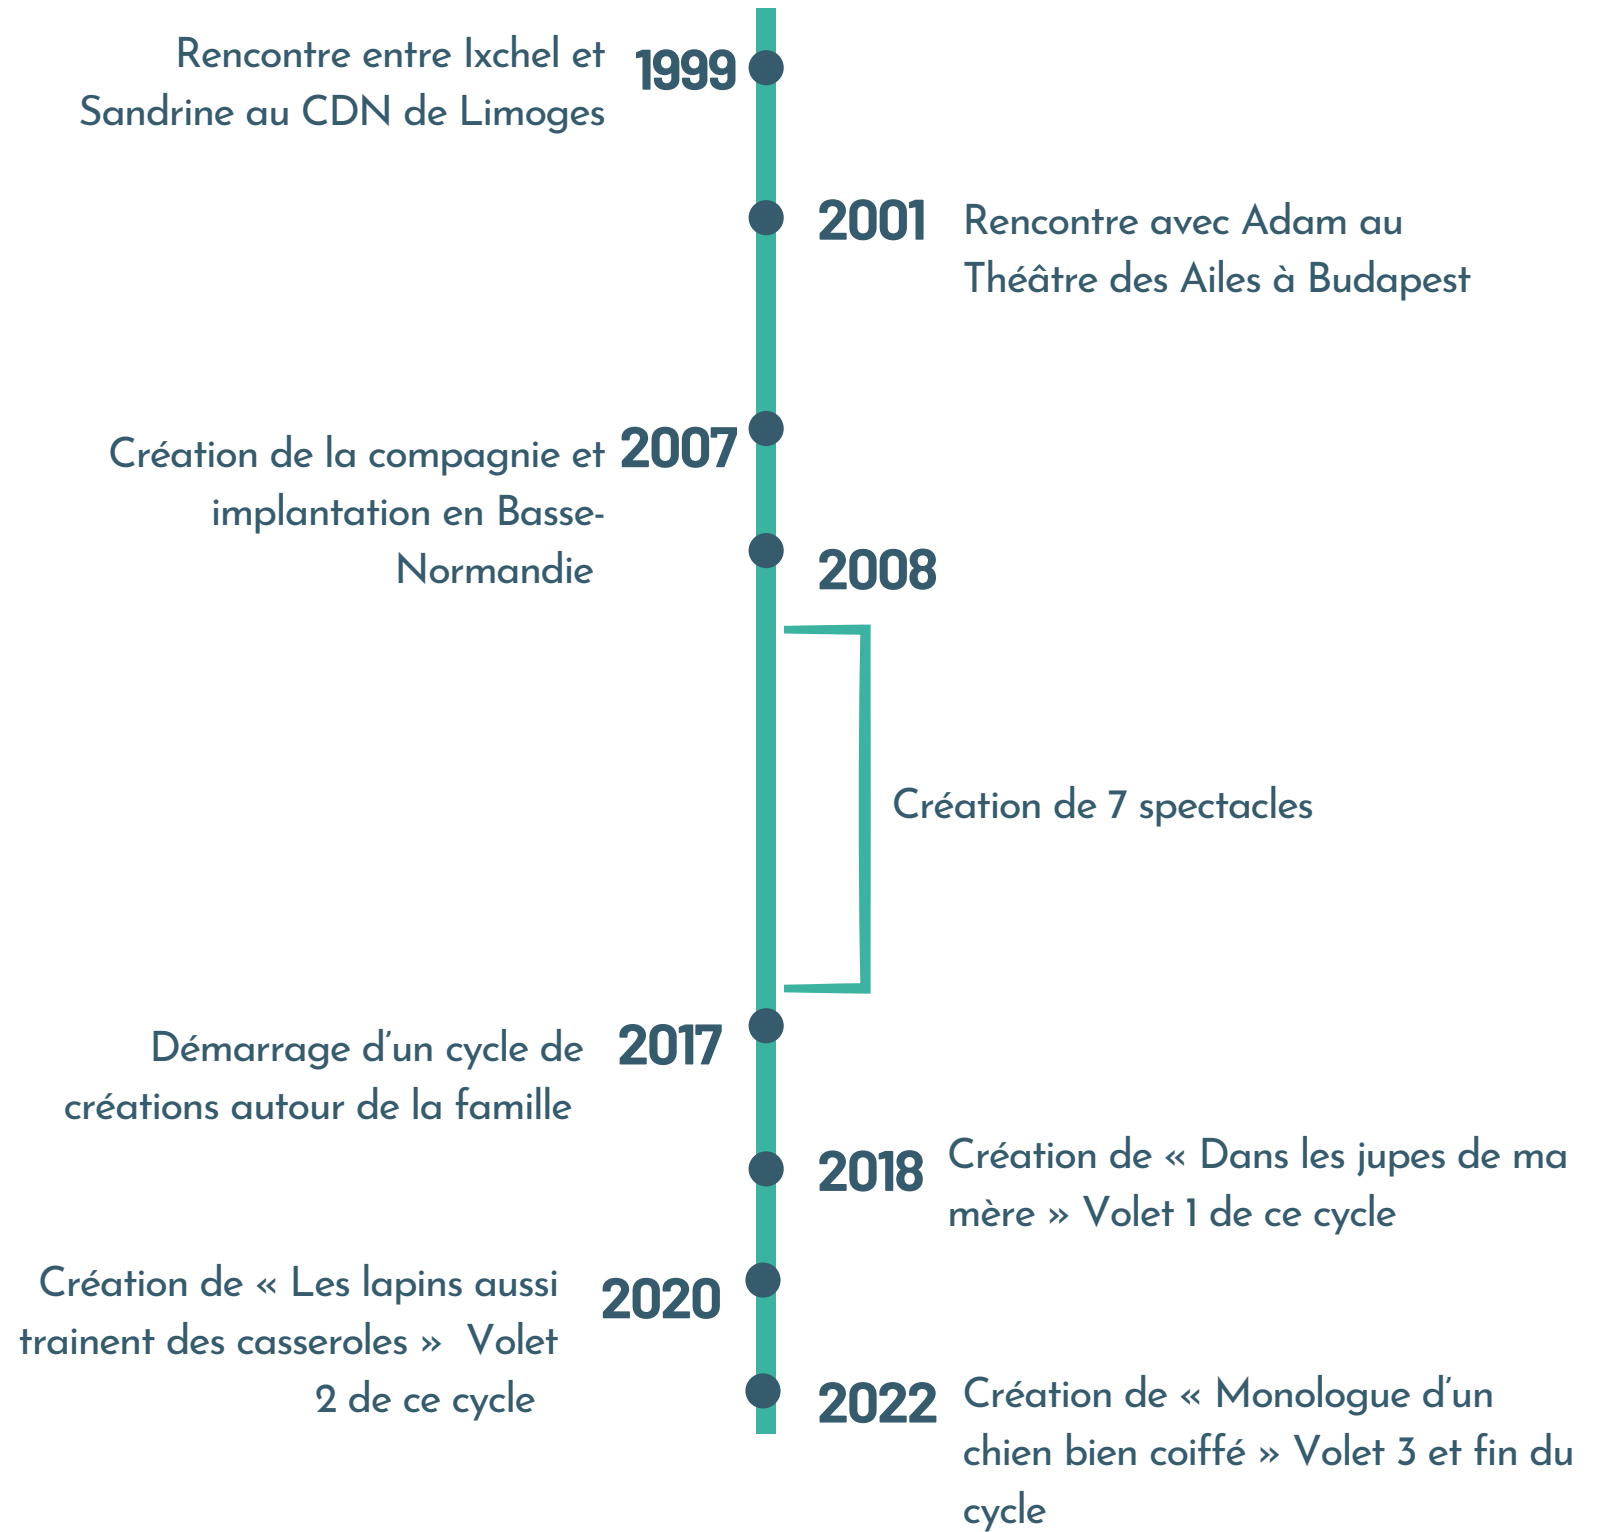 Rencontre entre Ixchel et
Sandrine au CDN de Limoges
1999
2001
Rencontre avec Adam au
Théâtre des Ailes à Budapest
Création de la compagnie et
implantation en Basse-
Normandie
2007
2008
Création de 7 spectacles
Démarrage d’un cycle de
créations autour de la famille
2017
2018
Création de « Dans les jupes de ma
mère » Volet 1 de ce cycle
Création de « Les lapins aussi
trainent des casseroles »  Volet
2 de ce cycle
2020
2022
Création de « Monologue d’un
chien bien coiffé » Volet 3 et fin du
cycle